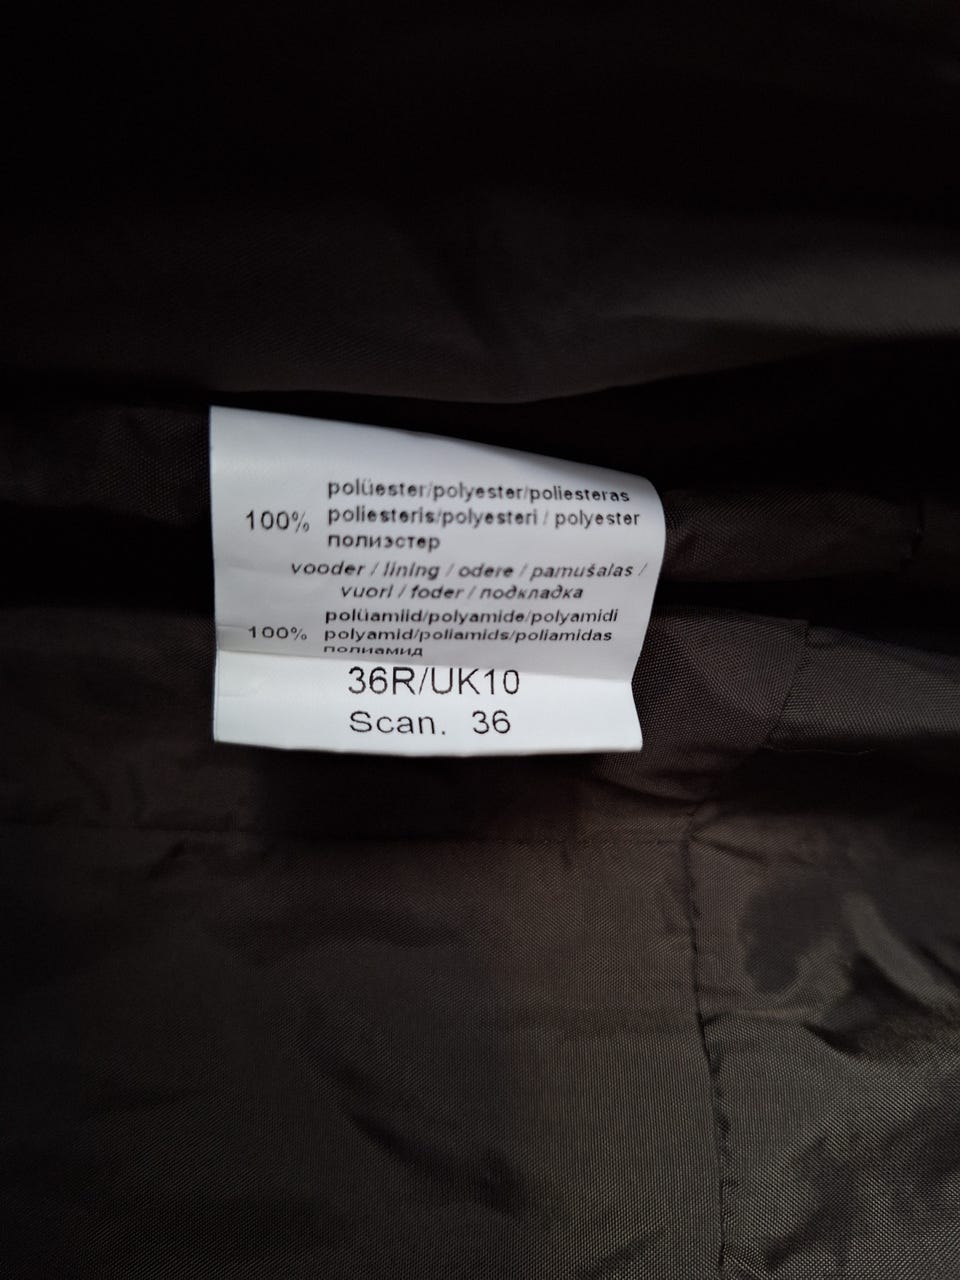 polüester/polyester/poliesteras
100% poliesteris/polyesteri / polyester
полиэстер
vooder / lining / odere / pamušalas /
vuori / foder / подкладка
polüamiid/polyamide/polyamidi
100% polyamid/poliamids/poliamidas
полиамид
36R/UK10
Scan. 36